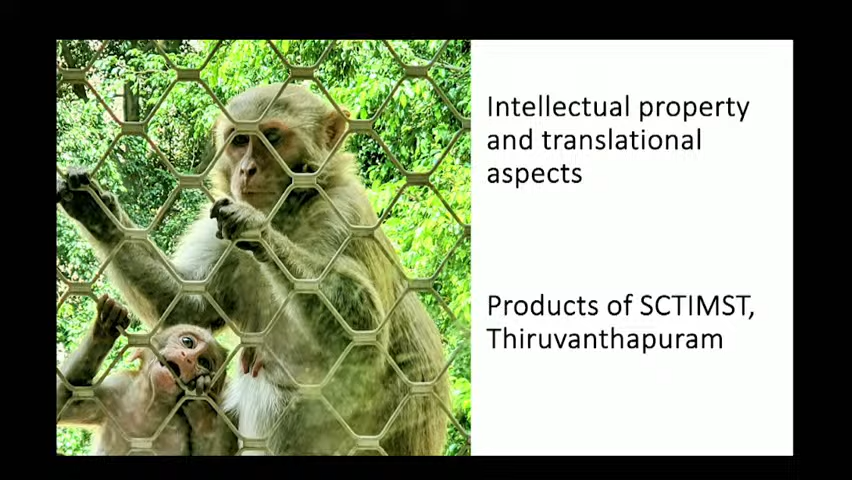 Intellectual property
and translational
aspects
Products of SCTIMST,
Thiruvanthapuram